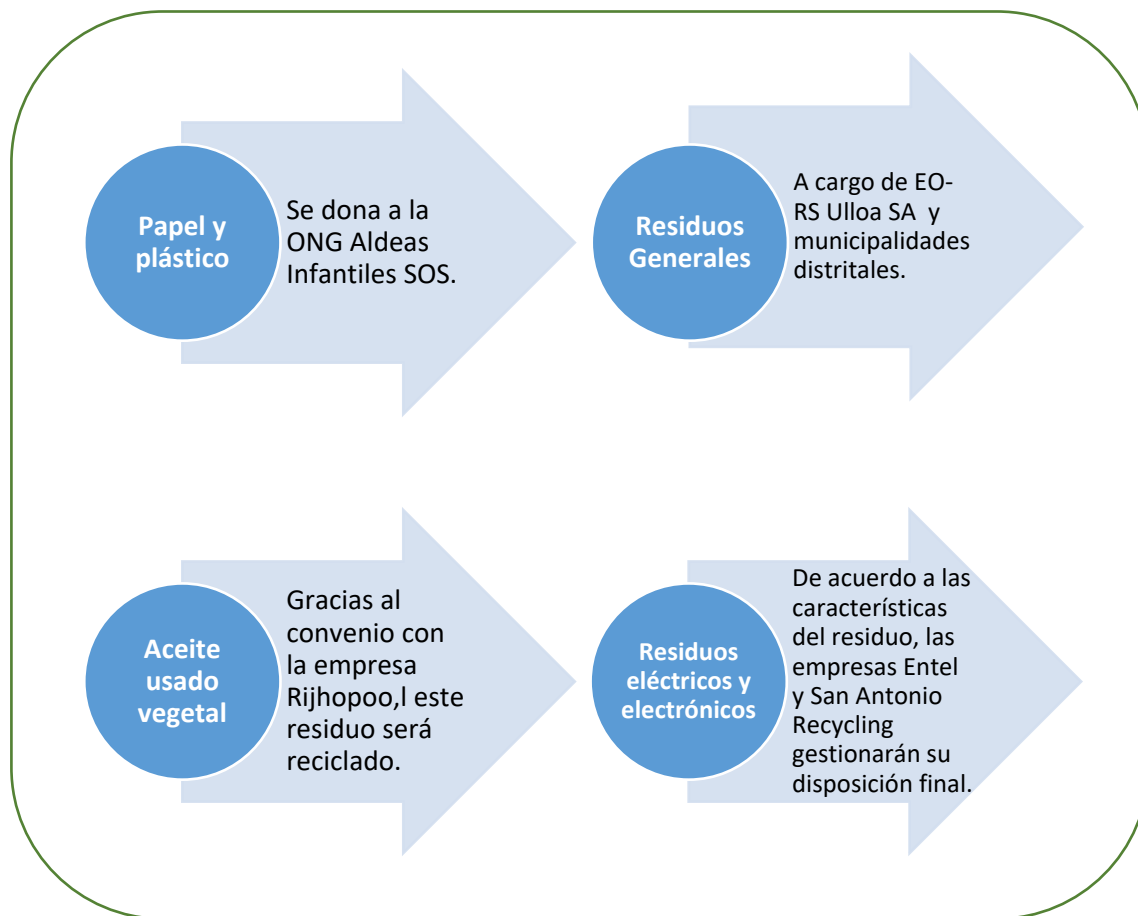 Papel y
plástico
Se dona a la
ONG Aldeas
Infantiles SOS.
Residuos
Generales
A cargo de EO-
RS Ulloa SA  y
municipalidades
distritales.
Aceite
usado
vegetal
Gracias al
convenio con
la empresa
Rijhopoo,l este
residuo será
reciclado.
Residuos
eléctricos y
electrónicos
De acuerdo a las
características
del residuo, las
empresas Entel
y San Antonio
Recycling
gestionarán su
disposición final.